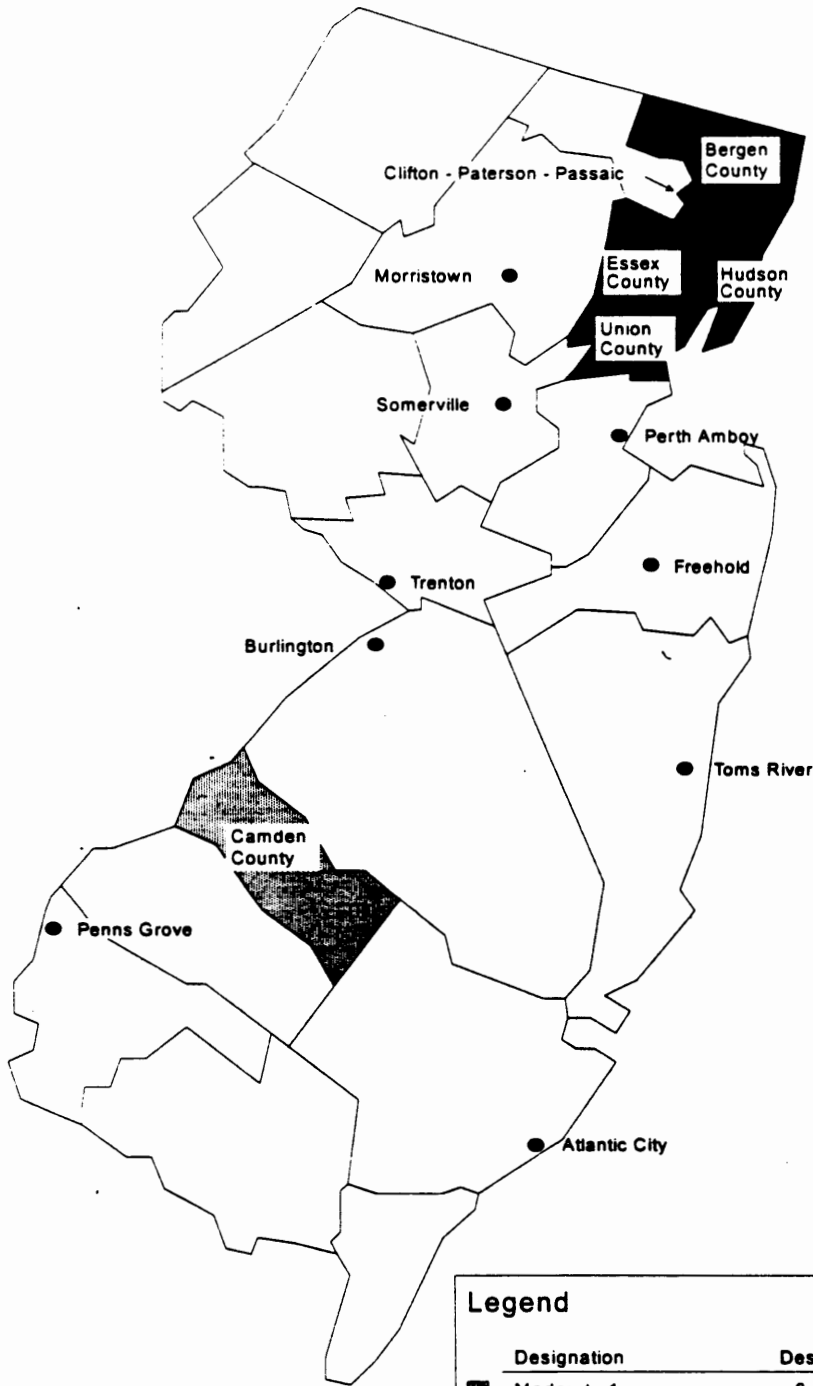 Bergen
County
Clifton - Paterson - Passaic
Essex
County
Hudson
County
Morristown
Union
County
Somerville
Perth Amboy
Freehold
Trenton
Burlington
Toms River
Camden
County
Penns Grove
Atlantic City
Legend
Designation